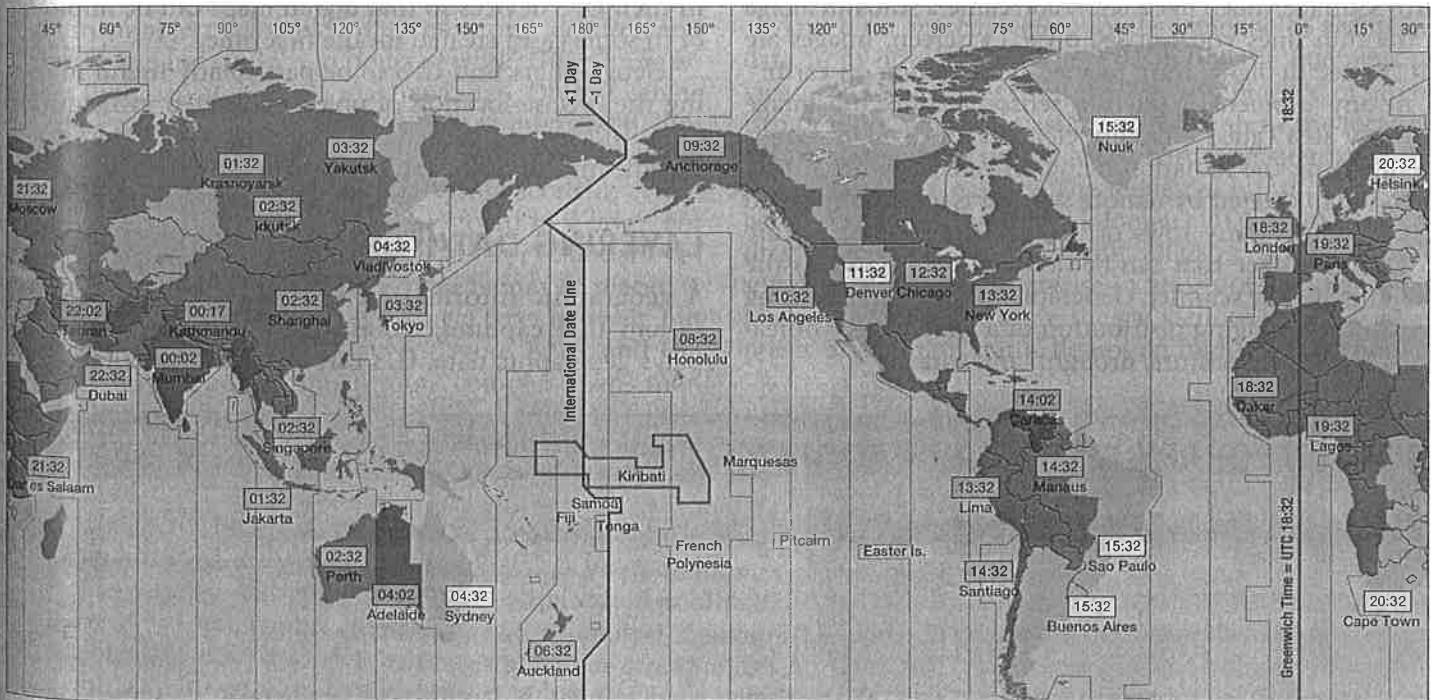 45° 60° 75° 90° 105° 120° 135° 150° 165° 180° 165° 150° 135° 120° 105° 90° 75° 60° 45° 30° 15° 0° 15° 30°
+1 Day
−1 Day
International Date Line
18:32
Greenwich Time = UTC 18:32
21:32
Moscow
01:32
Krasnoyarsk
02:32
Irkutsk
03:32
Yakutsk
04:32
Vladivostok
22:02
Tehran
00:17
Kathmandu
02:32
Shanghai
03:32
Tokyo
00:02
Mumbai
22:32
Dubai
02:32
Singapore
21:32
Dar es Salaam
01:32
Jakarta
02:32
Perth
04:02
Adelaide
04:32
Sydney
06:32
Auckland
09:32
Anchorage
08:32
Honolulu
Kiribati
Samoa
Fiji
Tonga
Marquesas
French
Polynesia
Pitcairn
Easter Is.
10:32
Los Angeles
11:32
Denver
12:32
Chicago
13:32
New York
15:32
Nuuk
14:02
Caracas
14:32
Manaus
13:32
Lima
15:32
Sao Paulo
14:32
Santiago
15:32
Buenos Aires
18:32
London
19:32
Paris
20:32
Helsinki
18:32
Dakar
19:32
Lagos
20:32
Cape Town